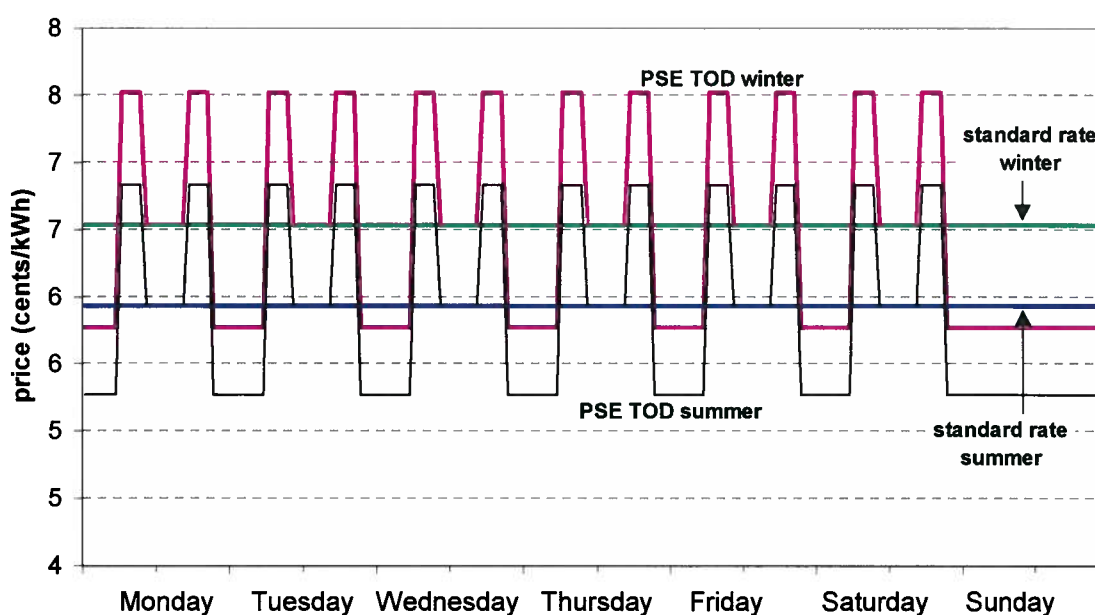 8
PSE TOD winter
8
standard rate
winter
7
7
6
6
PSE TOD summer
5
standard rate
summer
5
4
price (cents/kWh)
Monday Tuesday Wednesday Thursday Friday Saturday Sunday